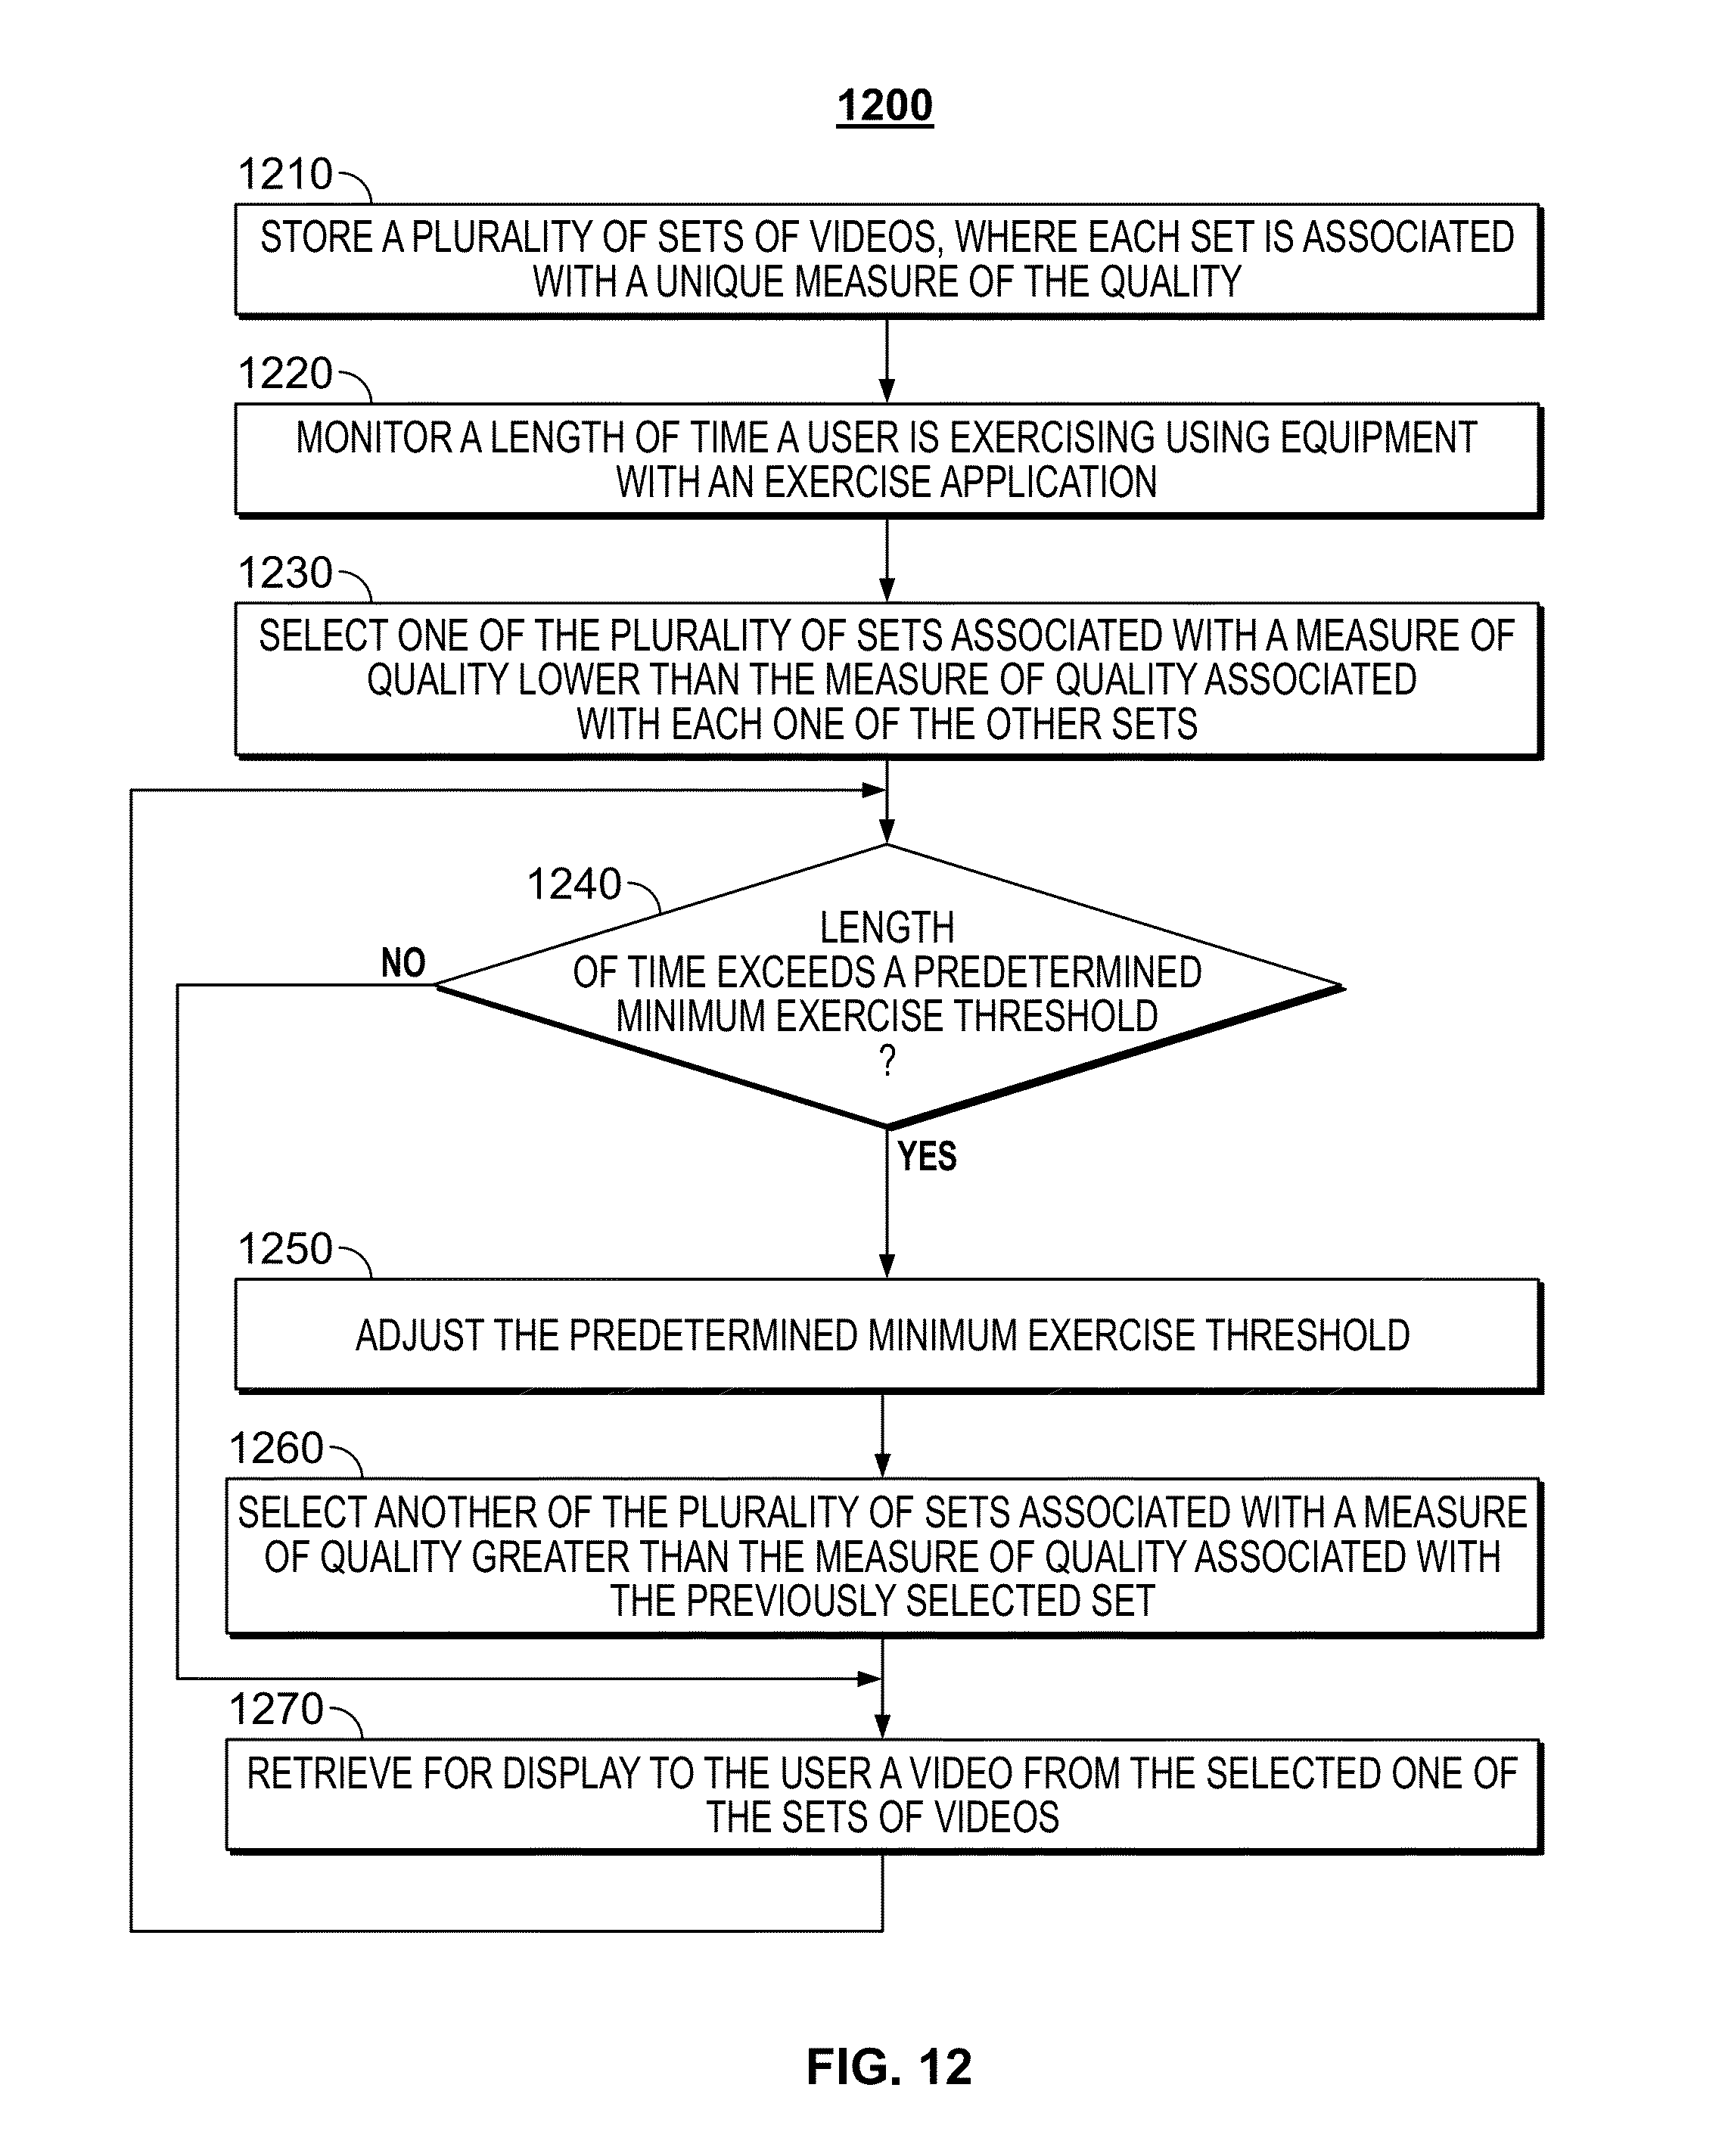 1200
1210
STORE A PLURALITY OF SETS OF VIDEOS, WHERE EACH SET IS ASSOCIATED
WITH A UNIQUE MEASURE OF THE QUALITY
1220
MONITOR A LENGTH OF TIME A USER IS EXERCISING USING EQUIPMENT
WITH AN EXERCISE APPLICATION
1230
SELECT ONE OF THE PLURALITY OF SETS ASSOCIATED WITH A MEASURE OF
QUALITY LOWER THAN THE MEASURE OF QUALITY ASSOCIATED
WITH EACH ONE OF THE OTHER SETS
1240
LENGTH
OF TIME EXCEEDS A PREDETERMINED
MINIMUM EXERCISE THRESHOLD
?
NO
YES
1250
ADJUST THE PREDETERMINED MINIMUM EXERCISE THRESHOLD
1260
SELECT ANOTHER OF THE PLURALITY OF SETS ASSOCIATED WITH A MEASURE
OF QUALITY GREATER THAN THE MEASURE OF QUALITY ASSOCIATED WITH
THE PREVIOUSLY SELECTED SET
1270
RETRIEVE FOR DISPLAY TO THE USER A VIDEO FROM THE SELECTED ONE OF
THE SETS OF VIDEOS
FIG. 12